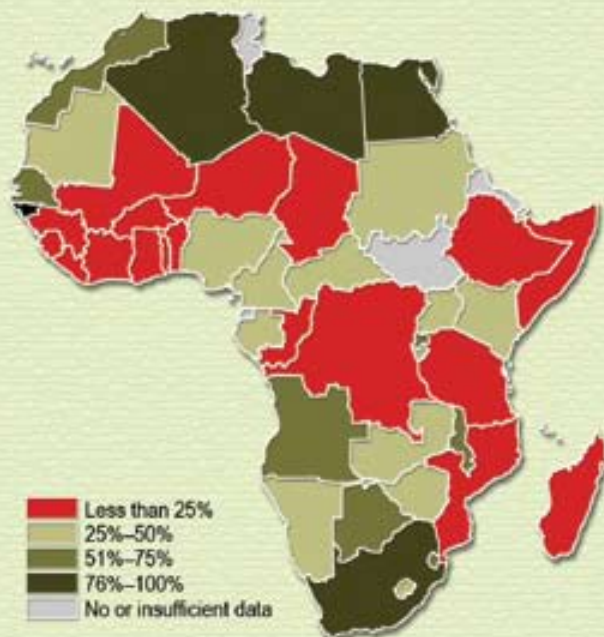 Less than 25%
25%–50%
51%–75%
76%–100%
No or insufficient data